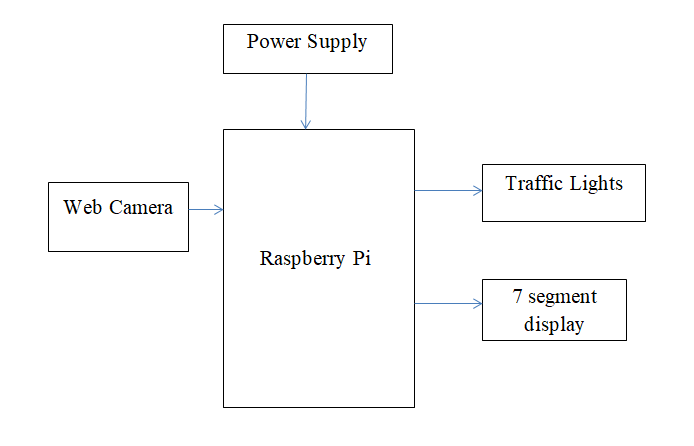 Power Supply
Web Camera
Raspberry Pi
Traffic Lights
7 segment
display